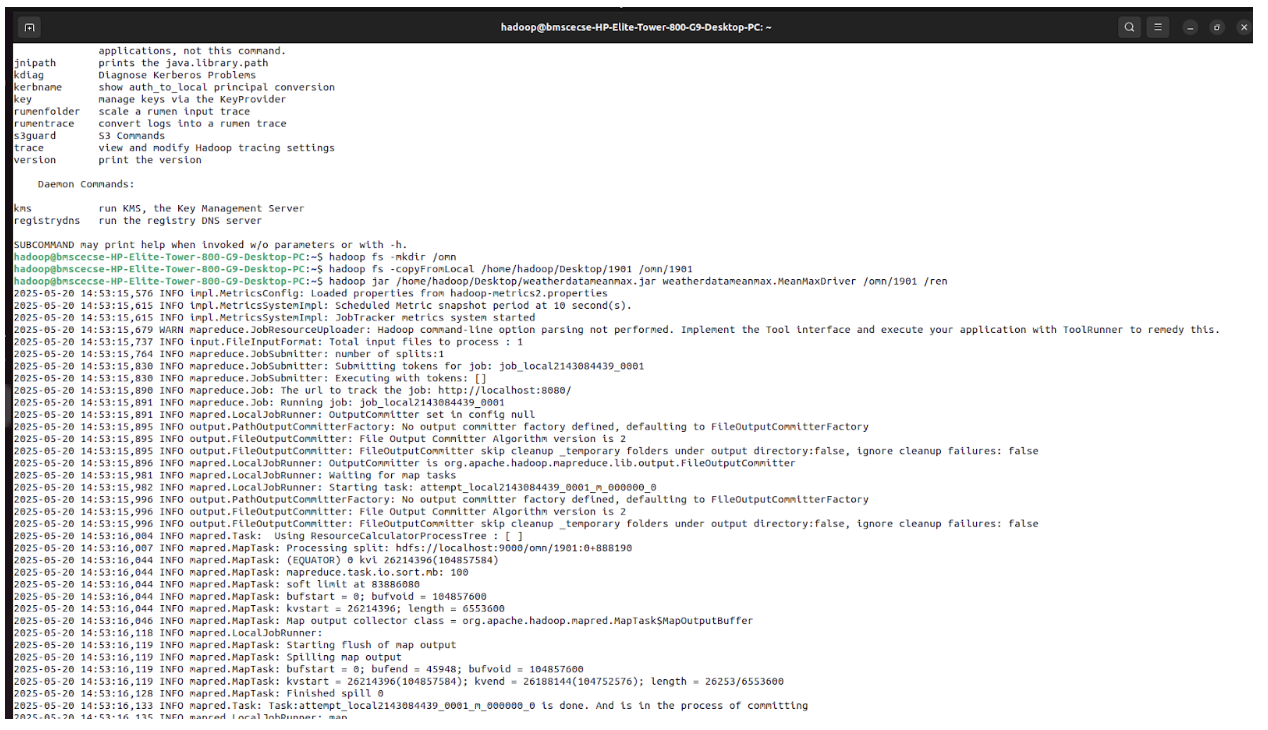 hadoop@bmscecse-HP-Elite-Tower-800-G9-Desktop-PC: ~
applications, not this command.
jnipath prints the java.library.path
kdiag Diagnose Kerberos Problems
kerbname show auth_to_local principal conversion
key manage keys via the KeyProvider
rumenfolder scale a rumen input trace
rumentrace convert logs into a rumen trace
s3guard S3 Commands
trace view and modify Hadoop tracing settings
version print the version
Daemon Commands:
kms run KMS, the Key Management Server
registrydns run the registry DNS server
SUBCOMMAND may print help when invoked w/o parameters or with -h.
hadoop@bmscecse-HP-Elite-Tower-800-G9-Desktop-PC:~$ hadoop fs -mkdir /omn
hadoop@bmscecse-HP-Elite-Tower-800-G9-Desktop-PC:~$ hadoop fs -copyFromLocal /home/hadoop/Desktop/1901 /omn/1901
hadoop@bmscecse-HP-Elite-Tower-800-G9-Desktop-PC:~$ hadoop jar /home/hadoop/Desktop/weatherdatameanmax.jar weatherdatameanmax.MeanMaxDriver /omn/1901 /ren
2025-05-20 14:53:15,576 INFO impl.MetricsConfig: Loaded properties from hadoop-metrics2.properties
2025-05-20 14:53:15,615 INFO impl.MetricsSystemImpl: Scheduled Metric snapshot period at 10 second(s).
2025-05-20 14:53:15,615 INFO impl.MetricsSystemImpl: JobTracker metrics system started
2025-05-20 14:53:15,679 WARN mapreduce.JobResourceUploader: Hadoop command-line option parsing not performed. Implement the Tool interface and execute your application with ToolRunner to remedy this.
2025-05-20 14:53:15,737 INFO input.FileInputFormat: Total input files to process : 1
2025-05-20 14:53:15,764 INFO mapreduce.JobSubmitter: number of splits:1
2025-05-20 14:53:15,830 INFO mapreduce.JobSubmitter: Submitting tokens for job: job_local2143084439_0001
2025-05-20 14:53:15,830 INFO mapreduce.JobSubmitter: Executing with tokens: []
2025-05-20 14:53:15,890 INFO mapreduce.Job: The url to track the job: http://localhost:8080/
2025-05-20 14:53:15,891 INFO mapreduce.Job: Running job: job_local2143084439_0001
2025-05-20 14:53:15,891 INFO mapred.LocalJobRunner: OutputCommitter set in config null
2025-05-20 14:53:15,895 INFO output.PathOutputCommitterFactory: No output committer factory defined, defaulting to FileOutputCommitterFactory
2025-05-20 14:53:15,895 INFO output.FileOutputCommitter: File Output Committer Algorithm version is 2
2025-05-20 14:53:15,895 INFO output.FileOutputCommitter: FileOutputCommitter skip cleanup _temporary folders under output directory:false, ignore cleanup failures: false
2025-05-20 14:53:15,896 INFO mapred.LocalJobRunner: OutputCommitter is org.apache.hadoop.mapreduce.lib.output.FileOutputCommitter
2025-05-20 14:53:15,981 INFO mapred.LocalJobRunner: Waiting for map tasks
2025-05-20 14:53:15,982 INFO mapred.LocalJobRunner: Starting task: attempt_local2143084439_0001_m_000000_0
2025-05-20 14:53:15,996 INFO output.PathOutputCommitterFactory: No output committer factory defined, defaulting to FileOutputCommitterFactory
2025-05-20 14:53:15,996 INFO output.FileOutputCommitter: File Output Committer Algorithm version is 2
2025-05-20 14:53:15,996 INFO output.FileOutputCommitter: FileOutputCommitter skip cleanup _temporary folders under output directory:false, ignore cleanup failures: false
2025-05-20 14:53:16,004 INFO mapred.Task:  Using ResourceCalculatorProcessTree : [ ]
2025-05-20 14:53:16,007 INFO mapred.MapTask: Processing split: hdfs://localhost:9000/omn/1901:0+888190
2025-05-20 14:53:16,044 INFO mapred.MapTask: (EQUATOR) 0 kvi 26214396(104857584)
2025-05-20 14:53:16,044 INFO mapred.MapTask: mapreduce.task.io.sort.mb: 100
2025-05-20 14:53:16,044 INFO mapred.MapTask: soft limit at 83886080
2025-05-20 14:53:16,044 INFO mapred.MapTask: bufstart = 0; bufvoid = 104857600
2025-05-20 14:53:16,044 INFO mapred.MapTask: kvstart = 26214396; length = 6553600
2025-05-20 14:53:16,046 INFO mapred.MapTask: Map output collector class = org.apache.hadoop.mapred.MapTask$MapOutputBuffer
2025-05-20 14:53:16,118 INFO mapred.LocalJobRunner:
2025-05-20 14:53:16,119 INFO mapred.MapTask: Starting flush of map output
2025-05-20 14:53:16,119 INFO mapred.MapTask: Spilling map output
2025-05-20 14:53:16,119 INFO mapred.MapTask: bufstart = 0; bufend = 45948; bufvoid = 104857600
2025-05-20 14:53:16,119 INFO mapred.MapTask: kvstart = 26214396(104857584); kvend = 26188144(104752576); length = 26253/6553600
2025-05-20 14:53:16,128 INFO mapred.MapTask: Finished spill 0
2025-05-20 14:53:16,133 INFO mapred.Task: Task:attempt_local2143084439_0001_m_000000_0 is done. And is in the process of committing
2025-05-20 14:53:16,135 INFO mapred.LocalJobRunner: map